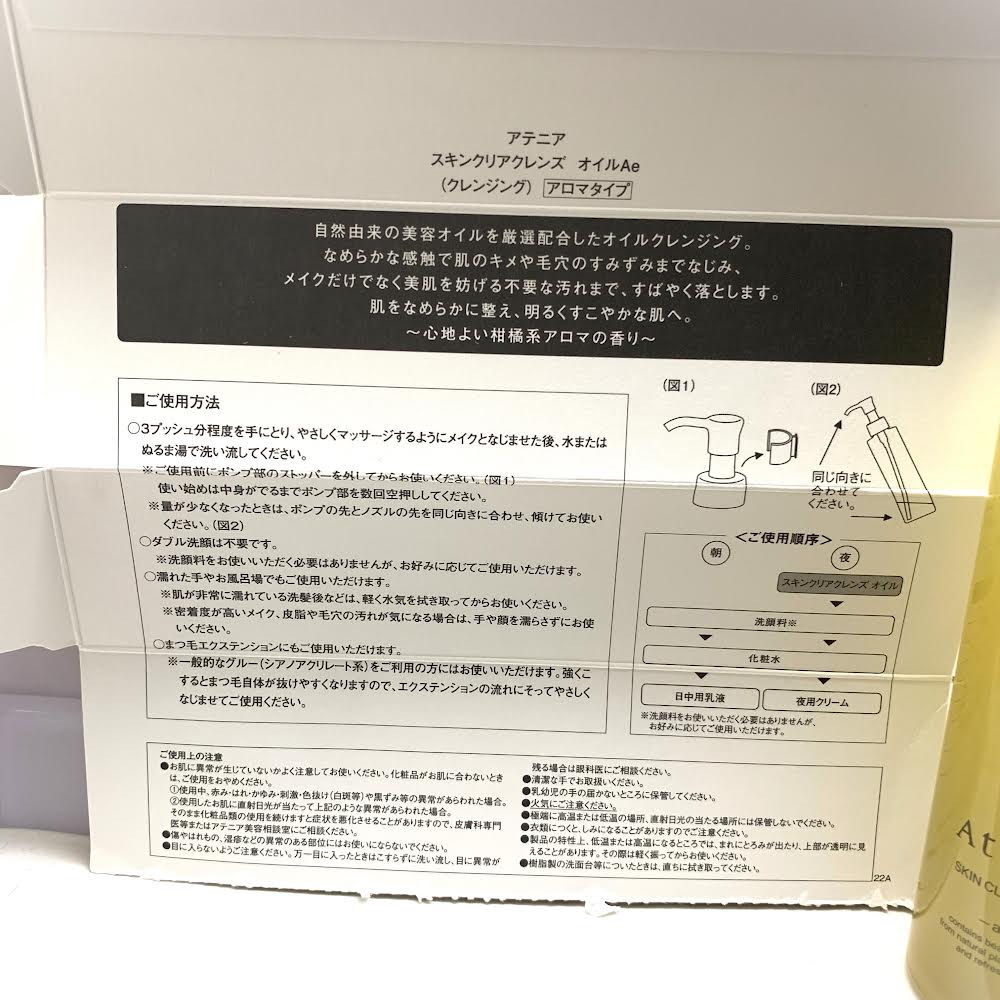 アテニア
スキンクリアクレンズ オイルAe
(クレンジング) アロマタイプ
自然由来の美容オイルを厳選配合したオイルクレンジング。
なめらかな感触で肌のキメや毛穴のすみずみまでなじみ、
メイクだけでなく美肌を妨げる不要な汚れまで、すばやく落とします。
肌をなめらかに整え、明るくすこやかな肌へ。
～心地よい柑橘系アロマの香り～
■ご使用方法
○3プッシュ分程度を手にとり、やさしくマッサージするようにメイクとなじませた後、水または
ぬるま湯で洗い流してください。
※ご使用前にポンプ部のストッパーを外してからお使いください。(図1)
使い始めは中身がでるまでポンプ部を数回空押ししてください。
※量が少なくなったときは、ポンプの先とノズルの先を同じ向きに合わせ、傾けてお使い
ください。(図2)
○ダブル洗顔は不要です。
※洗顔料をお使いいただく必要はありませんが、お好みに応じてご使用いただけます。
○濡れた手やお風呂場でもご使用いただけます。
※肌が非常に濡れている洗髪後などは、軽く水気を拭き取ってからお使いください。
※密着度が高いメイク、皮脂や毛穴の汚れが気になる場合は、手や顔を濡らさずにお使
いください。
○まつ毛エクステンションにもご使用いただけます。
※一般的なグルー(シアノアクリレート系)をご利用の方にはお使いいただけます。強くこ
するとまつ毛自体が抜けやすくなりますので、エクステンションの流れにそってやさしく
なじませてご使用ください。
(図1)
(図2)
同じ向きに
合わせて
ください。
<ご使用順序>
朝
夜
スキンクリアクレンズ オイル
洗顔料※
化粧水
日中用乳液
夜用クリーム
※洗顔料をお使いいただく必要はありませんが、
お好みに応じてご使用いただけます。
ご使用上の注意
●お肌に異常が生じていないかよく注意してお使いください。化粧品がお肌に合わないとき
は、ご使用をおやめください。
①使用中、赤み・はれ・かゆみ・刺激・色抜け(白斑等)や黒ずみ等の異常があらわれた場合。
②使用したお肌に直射日光が当たって上記のような異常があらわれた場合。
そのまま化粧品類の使用を続けますと症状を悪化させることがありますので、皮膚科専門
医等またはアテニア美容相談室にご相談ください。
●傷やはれもの、湿疹などの異常のある部位にはお使いにならないでください。
●目に入らないようご注意ください。万一目に入ったときはこすらずに洗い流し、目に異常が
残る場合は眼科医にご相談ください。
●清潔な手でお取扱いください。
●乳幼児の手の届かないところに保管してください。
●火気にご注意ください。
●極端に高温または低温の場所、直射日光の当たる場所には保管しないでください。
●衣類につくと、しみになることがありますのでご注意ください。
●製品の特性上、低温または高温になるところでは、まれにとろみが出たり、上部が透明に見
えることがあります。その際は軽く振ってからお使いください。
●樹脂製の洗面台等についたときは、直ちに拭き取ってください。
22A
At
SKIN CL
contains bea
from natural pla
and refres